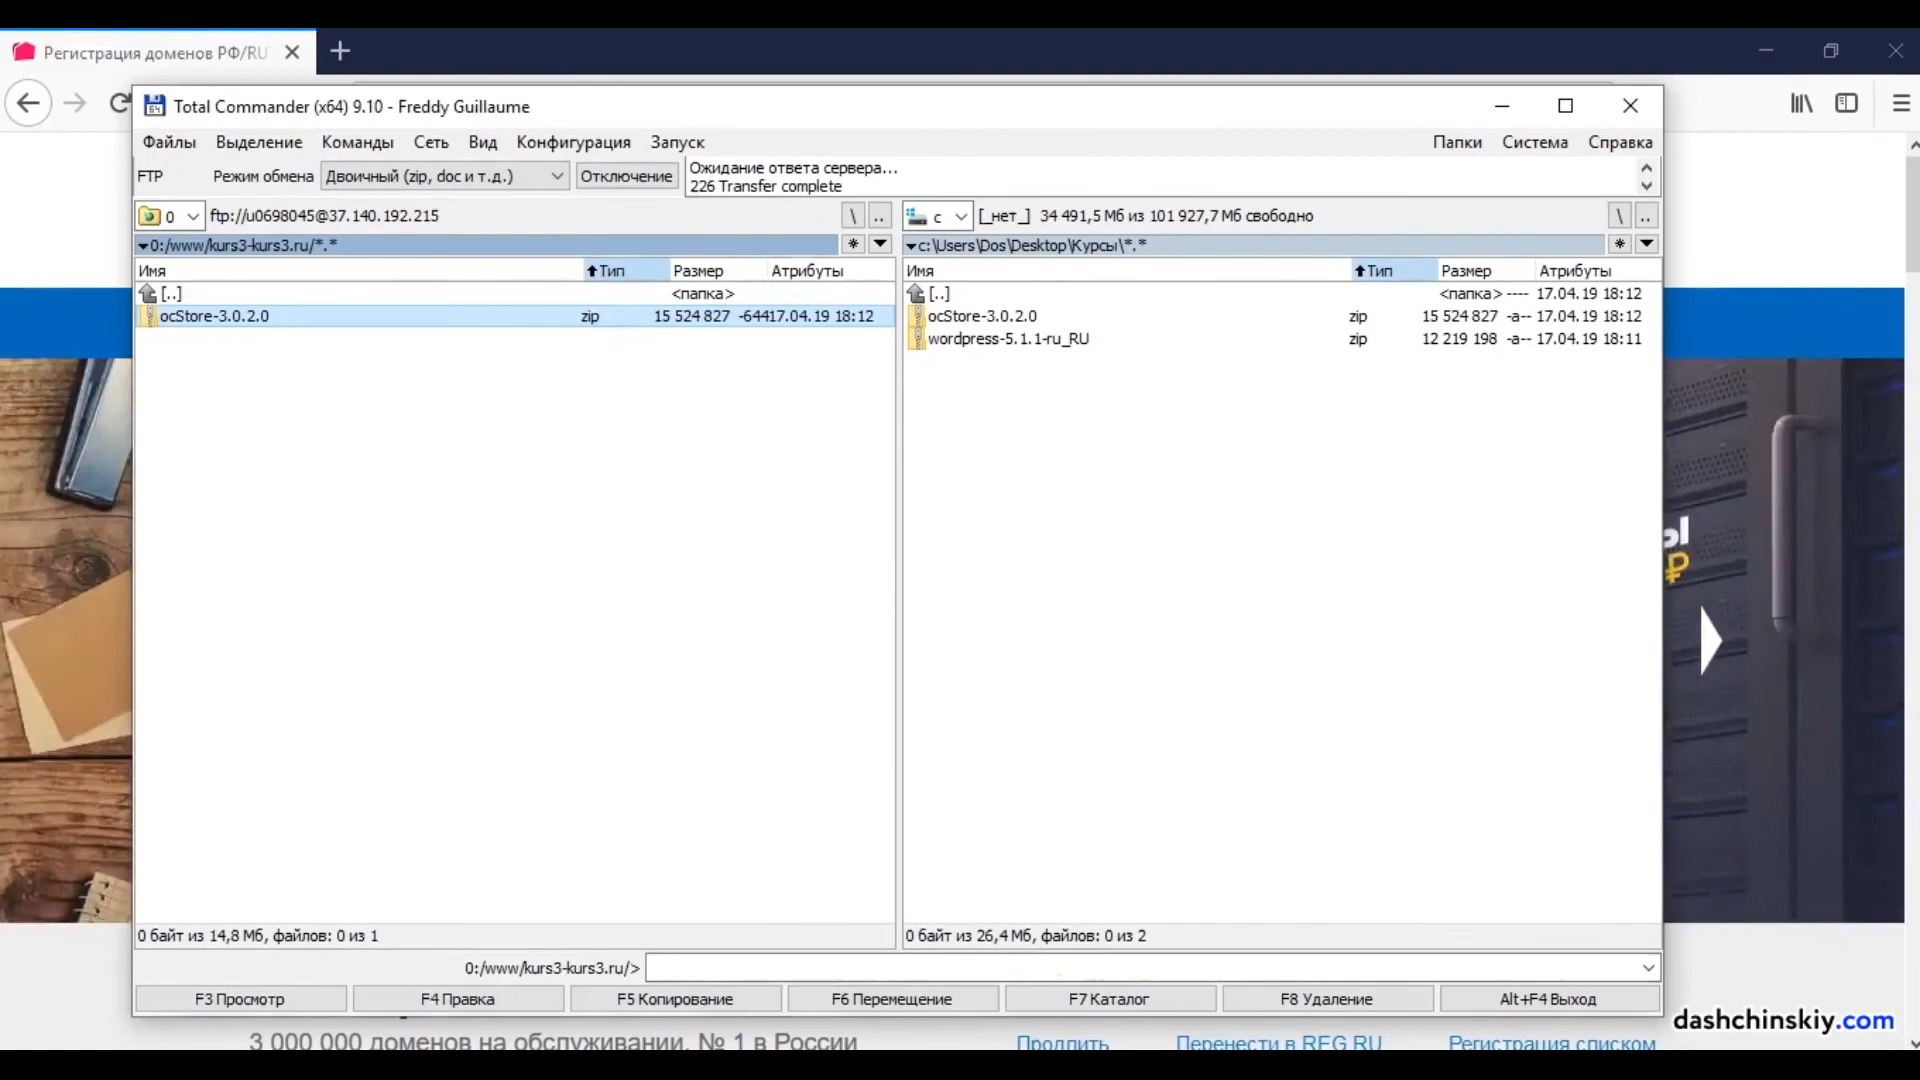 Регистрация доменов РФ/RU
Total Commander (x64) 9.10 - Freddy Guillaume
Файлы Выделение Команды Сеть Вид Конфигурация Запуск Папки Система Справка
FTP Режим обмена Двоичный (zip, doc и т.д.) Отключение
Ожидание ответа сервера...
226 Transfer complete
0 ftp://u0698045@37.140.192.215 \ ..
c [_нет_] 34 491,5 Мб из 101 927,7 Мб свободно \ ..
0:/www/kurs3-kurs3.ru/*.* *
c:\Users\Dos\Desktop\Курсы\*.* *
Имя Тип Размер Атрибуты
[..] <папка>
ocStore-3.0.2.0 zip 15 524 827 -64417.04.19 18:12
Имя Тип Размер Атрибуты
[..] <папка> ---- 17.04.19 18:12
ocStore-3.0.2.0 zip 15 524 827 -a-- 17.04.19 18:12
wordpress-5.1.1-ru_RU zip 12 219 198 -a-- 17.04.19 18:11
ы
₽
0 байт из 14,8 Мб, файлов: 0 из 1
0 байт из 26,4 Мб, файлов: 0 из 2
0:/www/kurs3-kurs3.ru/>
F3 Просмотр F4 Правка F5 Копирование F6 Перемещение F7 Каталог F8 Удаление Alt+F4 Выход
dashchinskiy.com
3 000 000 доменов на обслуживании. № 1 в России
Продлить Перенести в REG.RU Регистрация списком